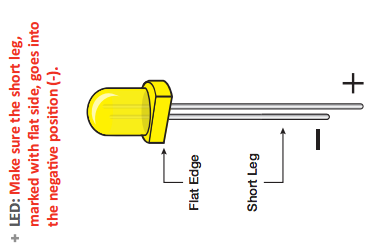 + LED: Make sure the short leg,
marked with flat side, goes into
the negative position (-).
Flat Edge
Short Leg
+
−